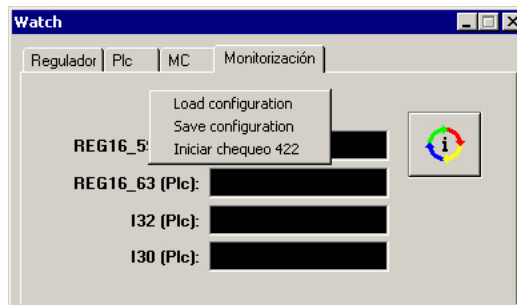 Watch
Regulador Plc MC Monitorización
Load configuration
Save configuration
Iniciar chequeo 422
REG16_5
REG16_63 (Plc):
I32 (Plc):
I30 (Plc):
i